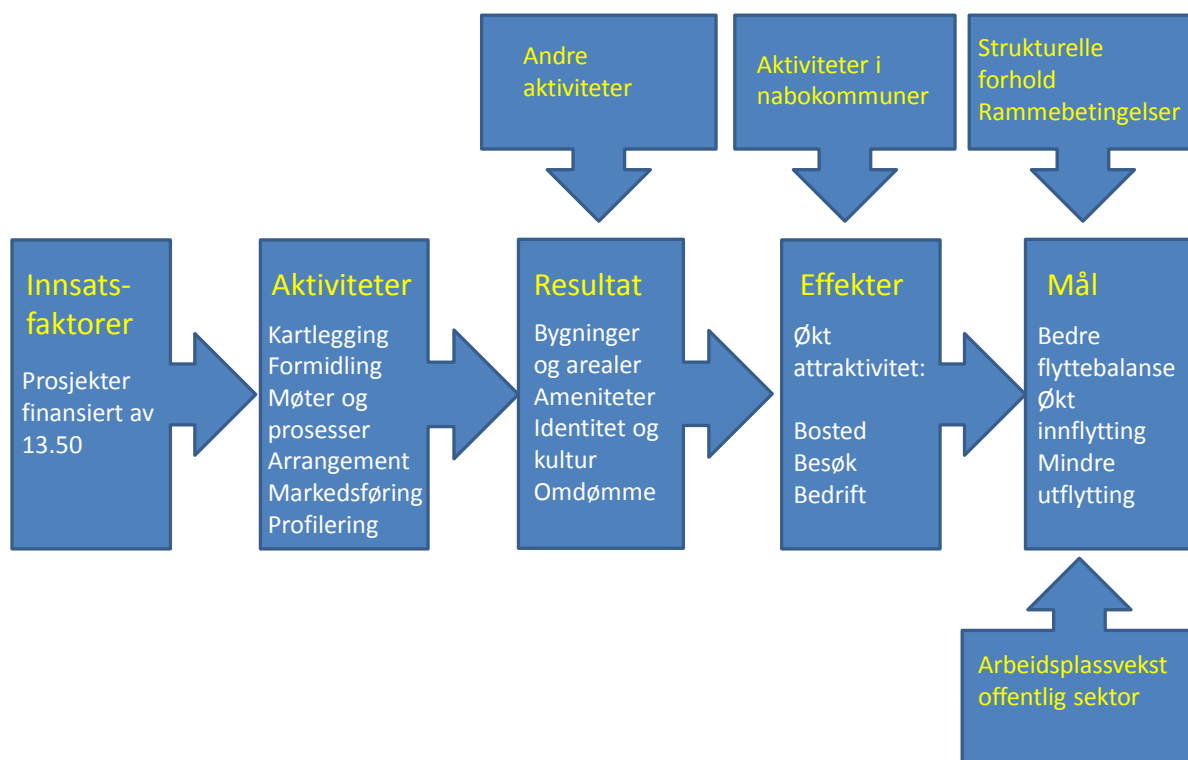 Andre
aktiviteter
Aktiviteter i
nabokommuner
Strukturelle
forhold
Rammebetingelser
Innsats-
faktorer
Prosjekter
finansiert av
13.50
Aktiviteter
Kartlegging
Formidling
Møter og
prosesser
Arrangement
Markedsføring
Profilering
Resultat
Bygninger
og arealer
Ameniteter
Identitet og
kultur
Omdømme
Effekter
Økt
attraktivitet:
Bosted
Besøk
Bedrift
Mål
Bedre
flyttebalanse
Økt
innflytting
Mindre
utflytting
Arbeidsplassvekst
offentlig sektor